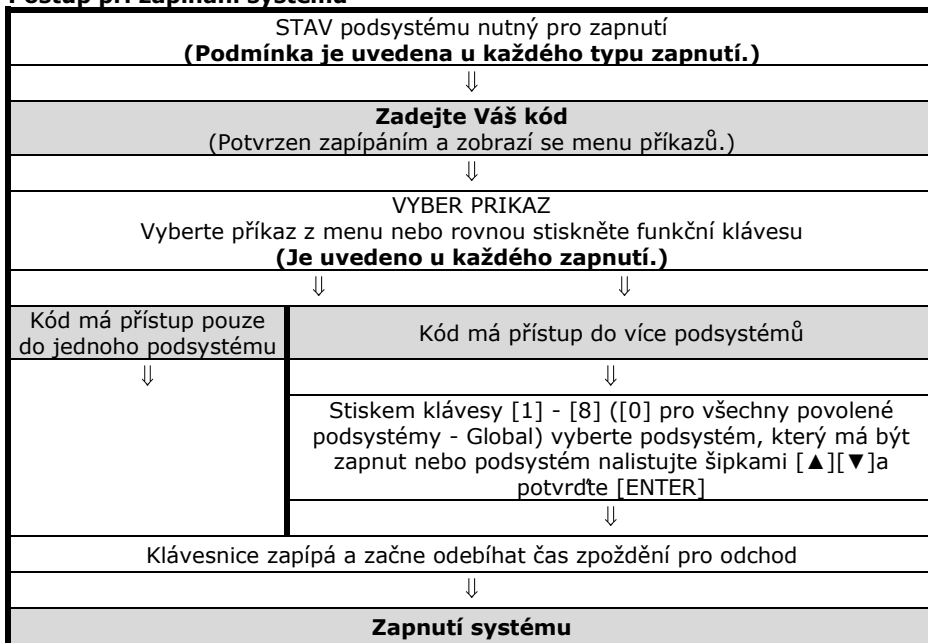 Postup při zapínání systému
STAV podsystému nutný pro zapnutí
(Podmínka je uvedena u každého typu zapnutí.)
⇓
Zadejte Váš kód
(Potvrzen zapípáním a zobrazí se menu příkazů.)
⇓
VYBER PRIKAZ
Vyberte příkaz z menu nebo rovnou stiskněte funkční klávesu
(Je uvedeno u každého zapnutí.)
⇓ ⇓
Kód má přístup pouze
do jednoho podsystému
Kód má přístup do více podsystémů
⇓ ⇓
Stiskem klávesy [1] - [8] ([0] pro všechny povolené
podsystémy - Global) vyberte podsystém, který má být
zapnut nebo podsystém nalistujte šipkami [▲][▼]a
potvrďte [ENTER]
⇓
Klávesnice zapípá a začne odebíhat čas zpoždění pro odchod
⇓
Zapnutí systému